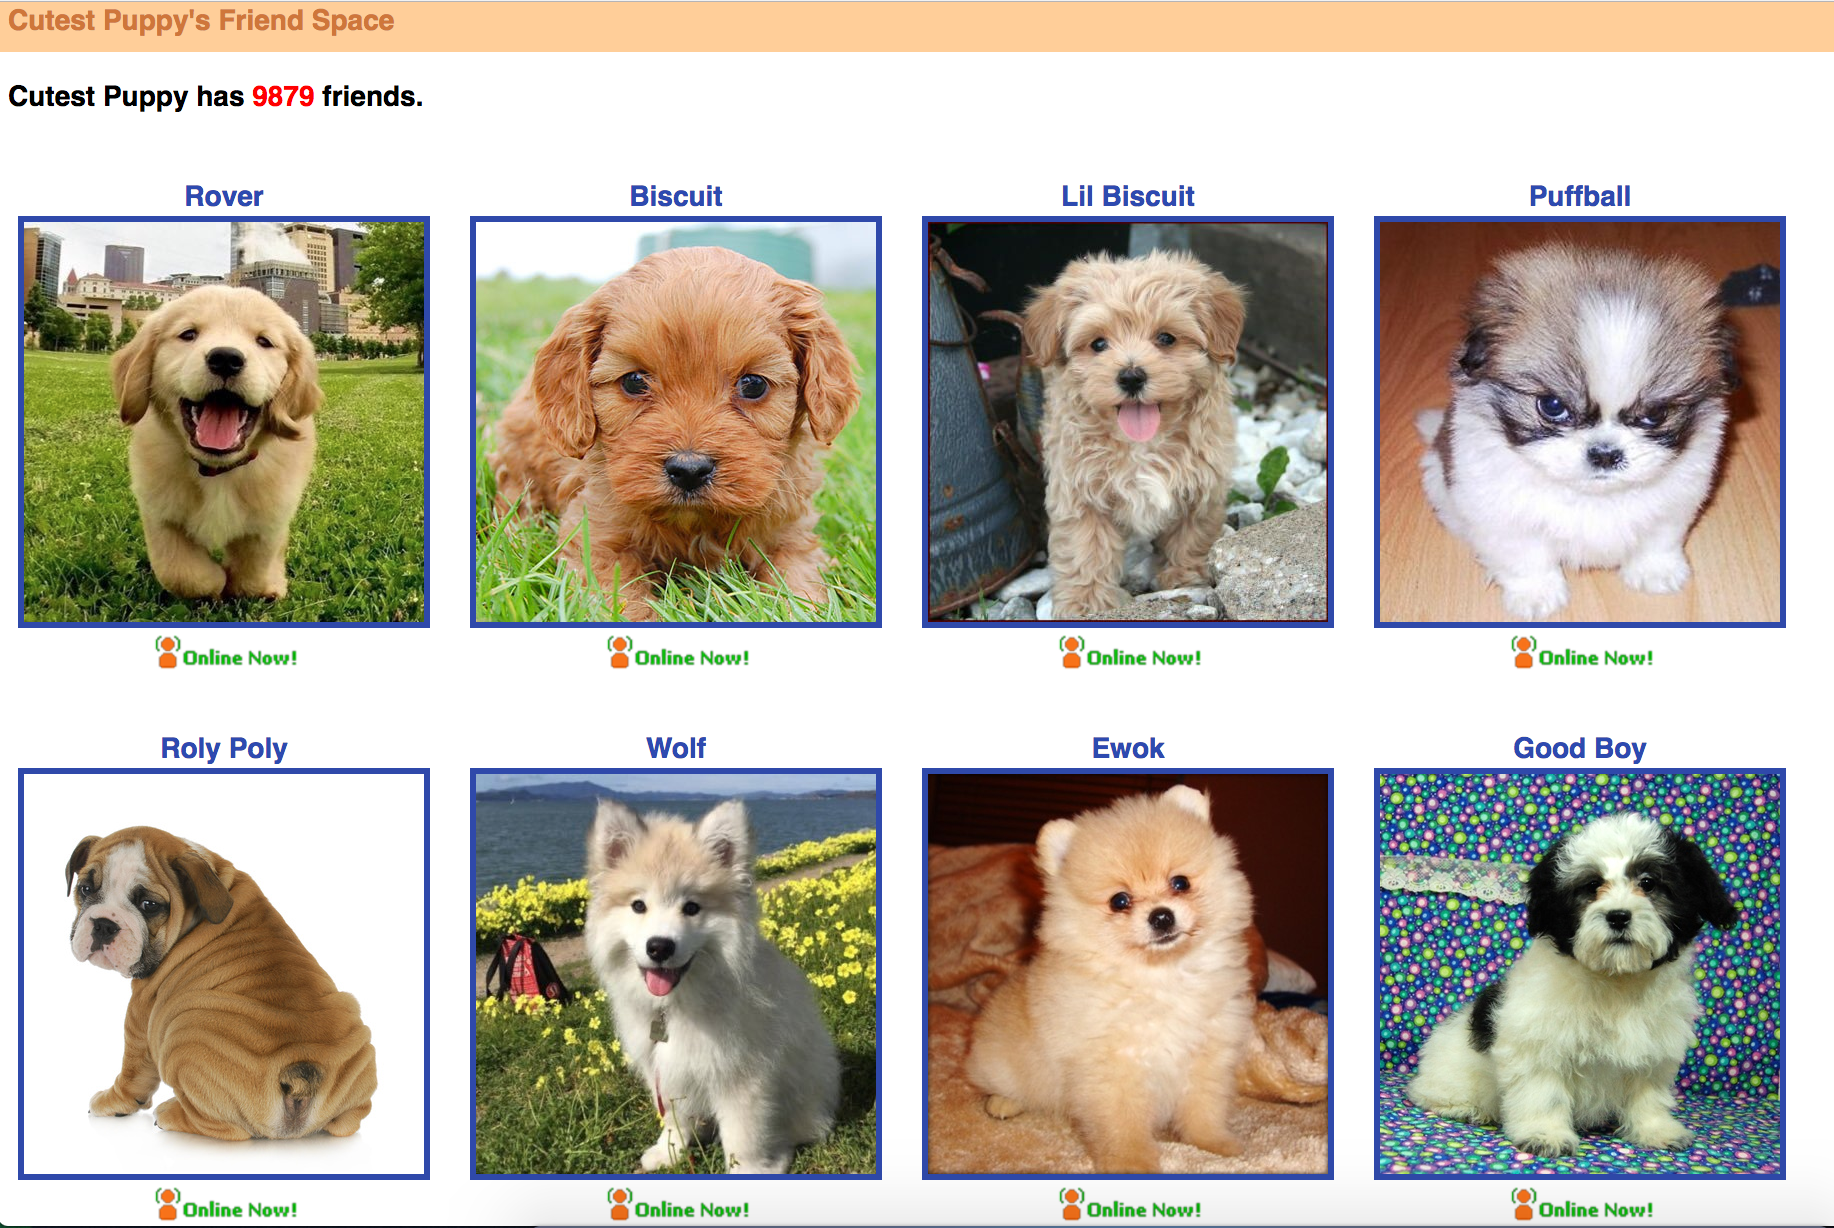 Cutest Puppy's Friend Space
Cutest Puppy has 9879 friends.
Rover
Biscuit
Lil Biscuit
Puffball
Online Now!
Online Now!
Online Now!
Online Now!
Roly Poly
Wolf
Ewok
Good Boy
Online Now!
Online Now!
Online Now!
Online Now!